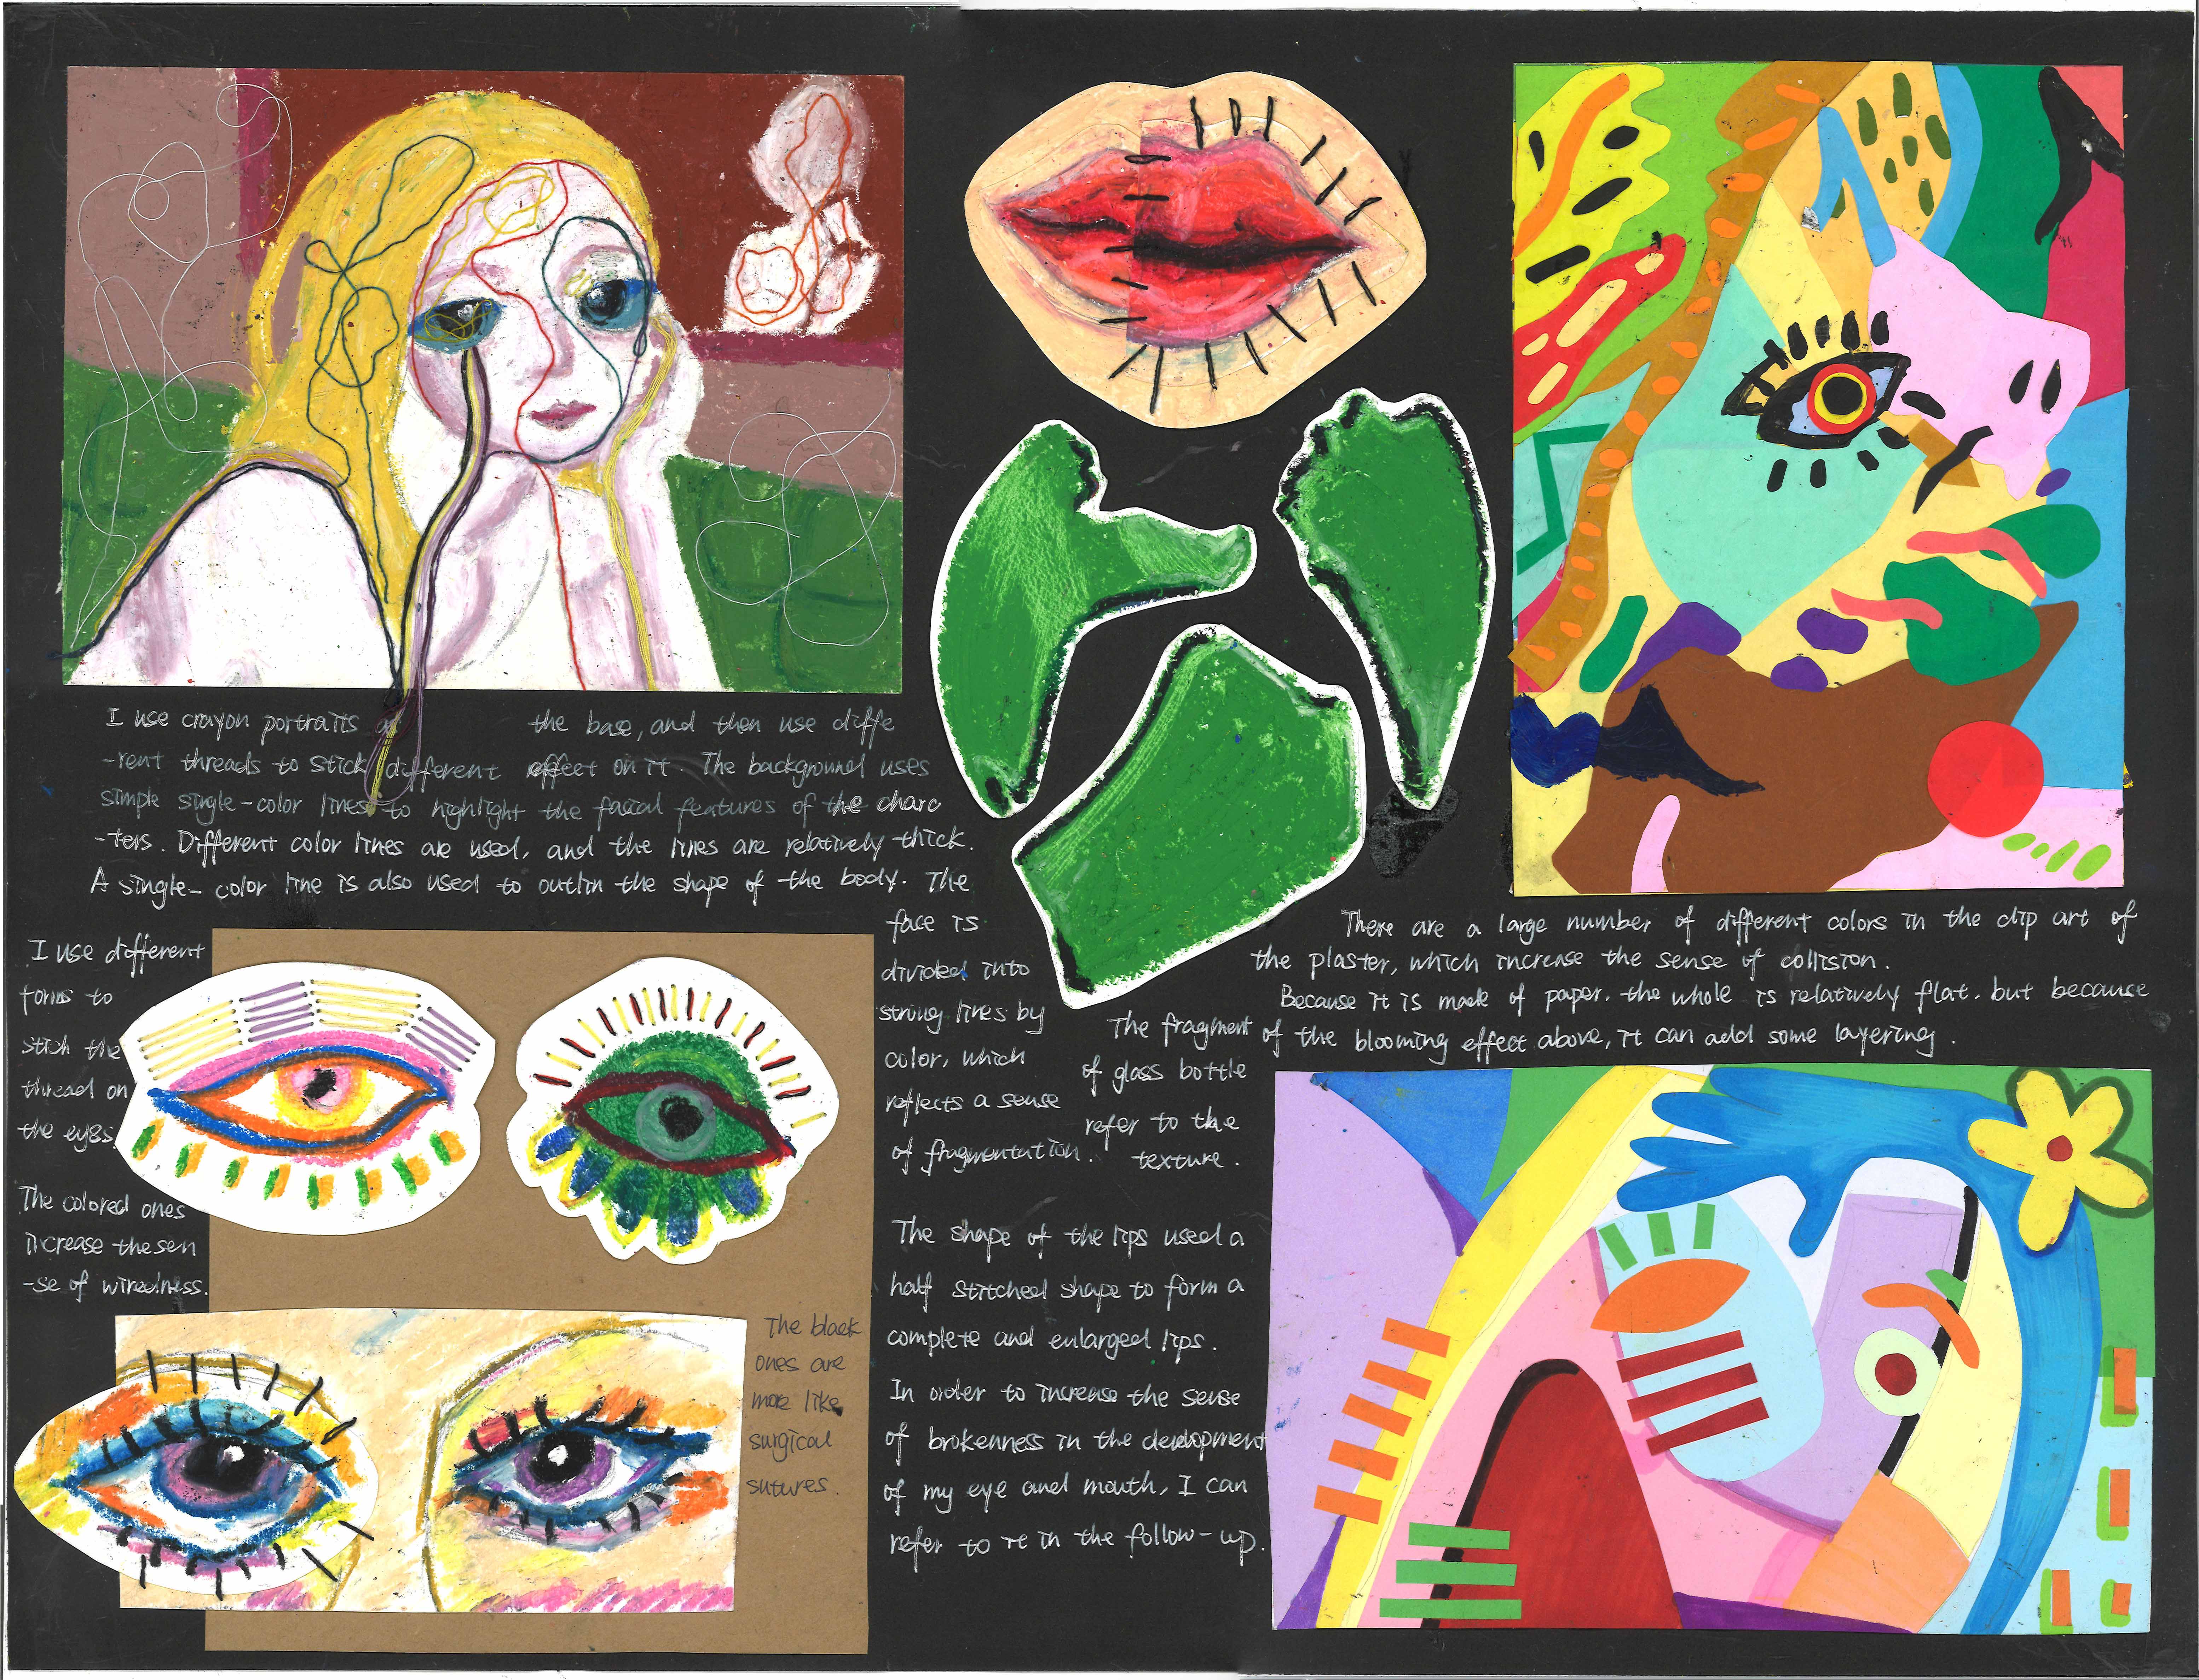 I use crayon portraits as the base, and then use diffe
-rent threads to stick different effect on it. The background uses
simple single-color lines to highlight the facial features of the charc
-ters. Different color lines are used, and the lines are relatively thick.
A single-color line is also used to outlin the shape of the body. The
face is
divided into
strong lines by
color, which
reflects a sense
of fragmentation.
I use different
forms to
stich the
thread on
the eyes.
The colored ones
increase the sen
-se of wiredness.
The black
ones are
more like
surgical
sutures.
The fragment
of glass bottle
refer to the
texture.
The shape of the lips used a
half stitched shape to form a
complete and enlarged lips.
In order to increase the sense
of brokenness in the development
of my eye and mouth, I can
refer to it in the follow-up.
There are a large number of different colors in the clip art of
the plaster, which increase the sense of collision.
Because it is made of paper. the whole is relatively flat. but because
of the blooming effect above, it can add some layering.